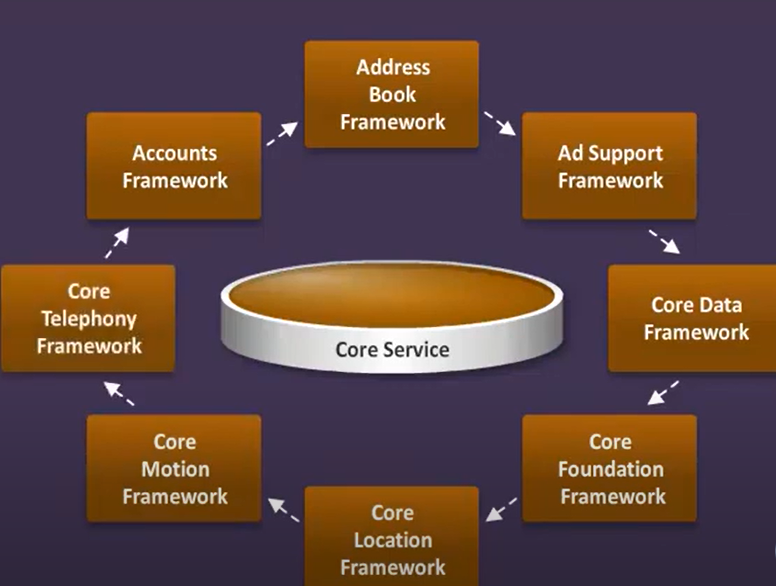 Address
Book
Framework
Accounts
Framework
Ad Support
Framework
Core
Telephony
Framework
Core Data
Framework
Core Service
Core
Motion
Framework
Core
Foundation
Framework
Core
Location
Framework